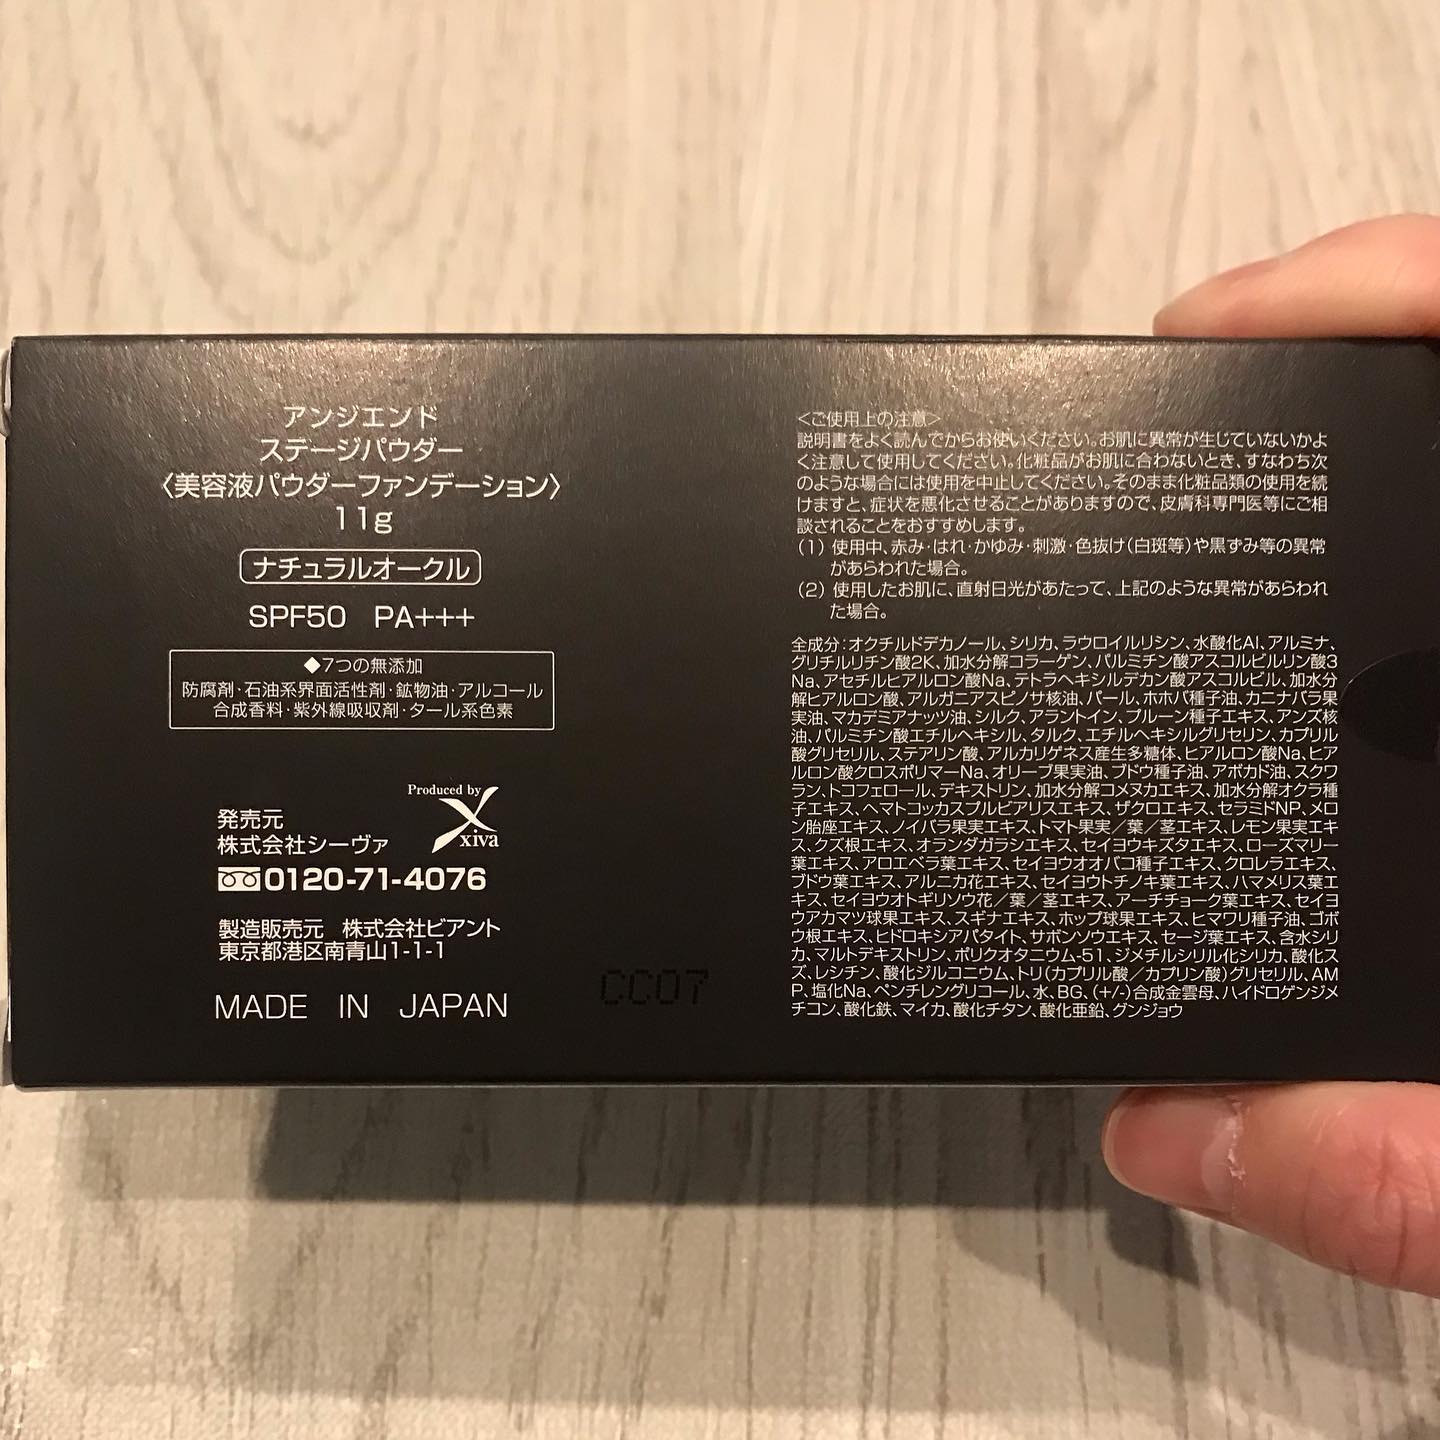 アンジエンド
ステージパウダー
〈美容液パウダーファンデーション〉
11g
ナチュラルオークル
SPF50 PA+++
◆7つの無添加
防腐剤・石油系界面活性剤・鉱物油・アルコール
合成香料・紫外線吸収剤・タール系色素
Produced by
xiva
発売元
株式会社シーヴァ
0120-71-4076
製造販売元 株式会社ビアント
東京都港区南青山1-1-1
MADE IN JAPAN
CC07
＜ご使用上の注意＞
説明書をよく読んでからお使いください。お肌に異常が生じていないかよ
く注意して使用してください。化粧品がお肌に合わないとき、すなわち次
のような場合には使用を中止してください。そのまま化粧品類の使用を続
けますと、症状を悪化させることがありますので、皮膚科専門医等にご相
談されることをおすすめします。
(1) 使用中、赤み・はれ・かゆみ・刺激・色抜け(白斑等)や黒ずみ等の異常
があらわれた場合。
(2) 使用したお肌に、直射日光があたって、上記のような異常があらわれ
た場合。
全成分：オクチルドデカノール、シリカ、ラウロイルリシン、水酸化Al、アルミナ、
グリチルリチン酸2K、加水分解コラーゲン、パルミチン酸アスコルビルリン酸3
Na、アセチルヒアルロン酸Na、テトラヘキシルデカン酸アスコルビル、加水分
解ヒアルロン酸、アルガニアスピノサ核油、パール、ホホバ種子油、カニナバラ果
実油、マカデミアナッツ油、シルク、アラントイン、プルーン種子エキス、アンズ核
油、パルミチン酸エチルヘキシル、タルク、エチルヘキシルグリセリン、カプリル
酸グリセリル、ステアリン酸、アルカリゲネス産生多糖体、ヒアルロン酸Na、ヒア
ルロン酸クロスポリマーNa、オリーブ果実油、ブドウ種子油、アボカド油、スクワ
ラン、トコフェロール、デキストリン、加水分解コメヌカエキス、加水分解オクラ種
子エキス、ヘマトコッカスプルビアリスエキス、ザクロエキス、セラミドNP、メロ
ン胎座エキス、ノイバラ果実エキス、トマト果実／葉／茎エキス、レモン果実エキ
ス、クズ根エキス、オランダガラシエキス、セイヨウキズタエキス、ローズマリー
葉エキス、アロエベラ葉エキス、セイヨウオオバコ種子エキス、クロレラエキス、
ブドウ葉エキス、アルニカ花エキス、セイヨウトチノキ葉エキス、ハマメリス葉エ
キス、セイヨウオトギリソウ花／葉／茎エキス、アーチチョーク葉エキス、セイヨ
ウアカマツ球果エキス、スギナエキス、ホップ球果エキス、ヒマワリ種子油、ゴボ
ウ根エキス、ヒドロキシアパタイト、サボンソウエキス、セージ葉エキス、含水シリ
カ、マルトデキストリン、ポリクオタニウム-51、ジメチルシリル化シリカ、酸化ス
ズ、レシチン、酸化ジルコニウム、トリ(カプリル酸／カプリン酸)グリセリル、AM
P、塩化Na、ペンチレングリコール、水、BG、(+/-)合成金雲母、ハイドロゲンジメ
チコン、酸化鉄、マイカ、酸化チタン、酸化亜鉛、グンジョウ